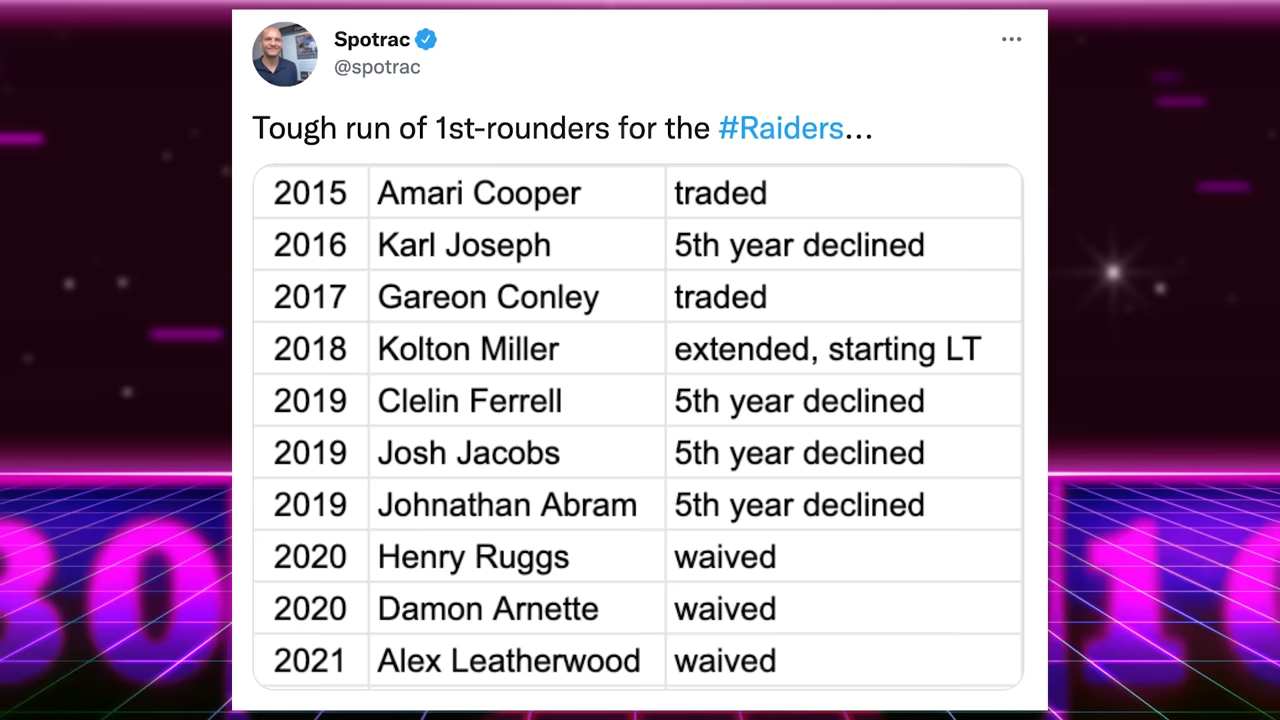 Spotrac
@spotrac
Tough run of 1st-rounders for the #Raiders...
2015 Amari Cooper traded
2016 Karl Joseph 5th year declined
2017 Gareon Conley traded
2018 Kolton Miller extended, starting LT
2019 Clelin Ferrell 5th year declined
2019 Josh Jacobs 5th year declined
2019 Johnathan Abram 5th year declined
2020 Henry Ruggs waived
2020 Damon Arnette waived
2021 Alex Leatherwood waived